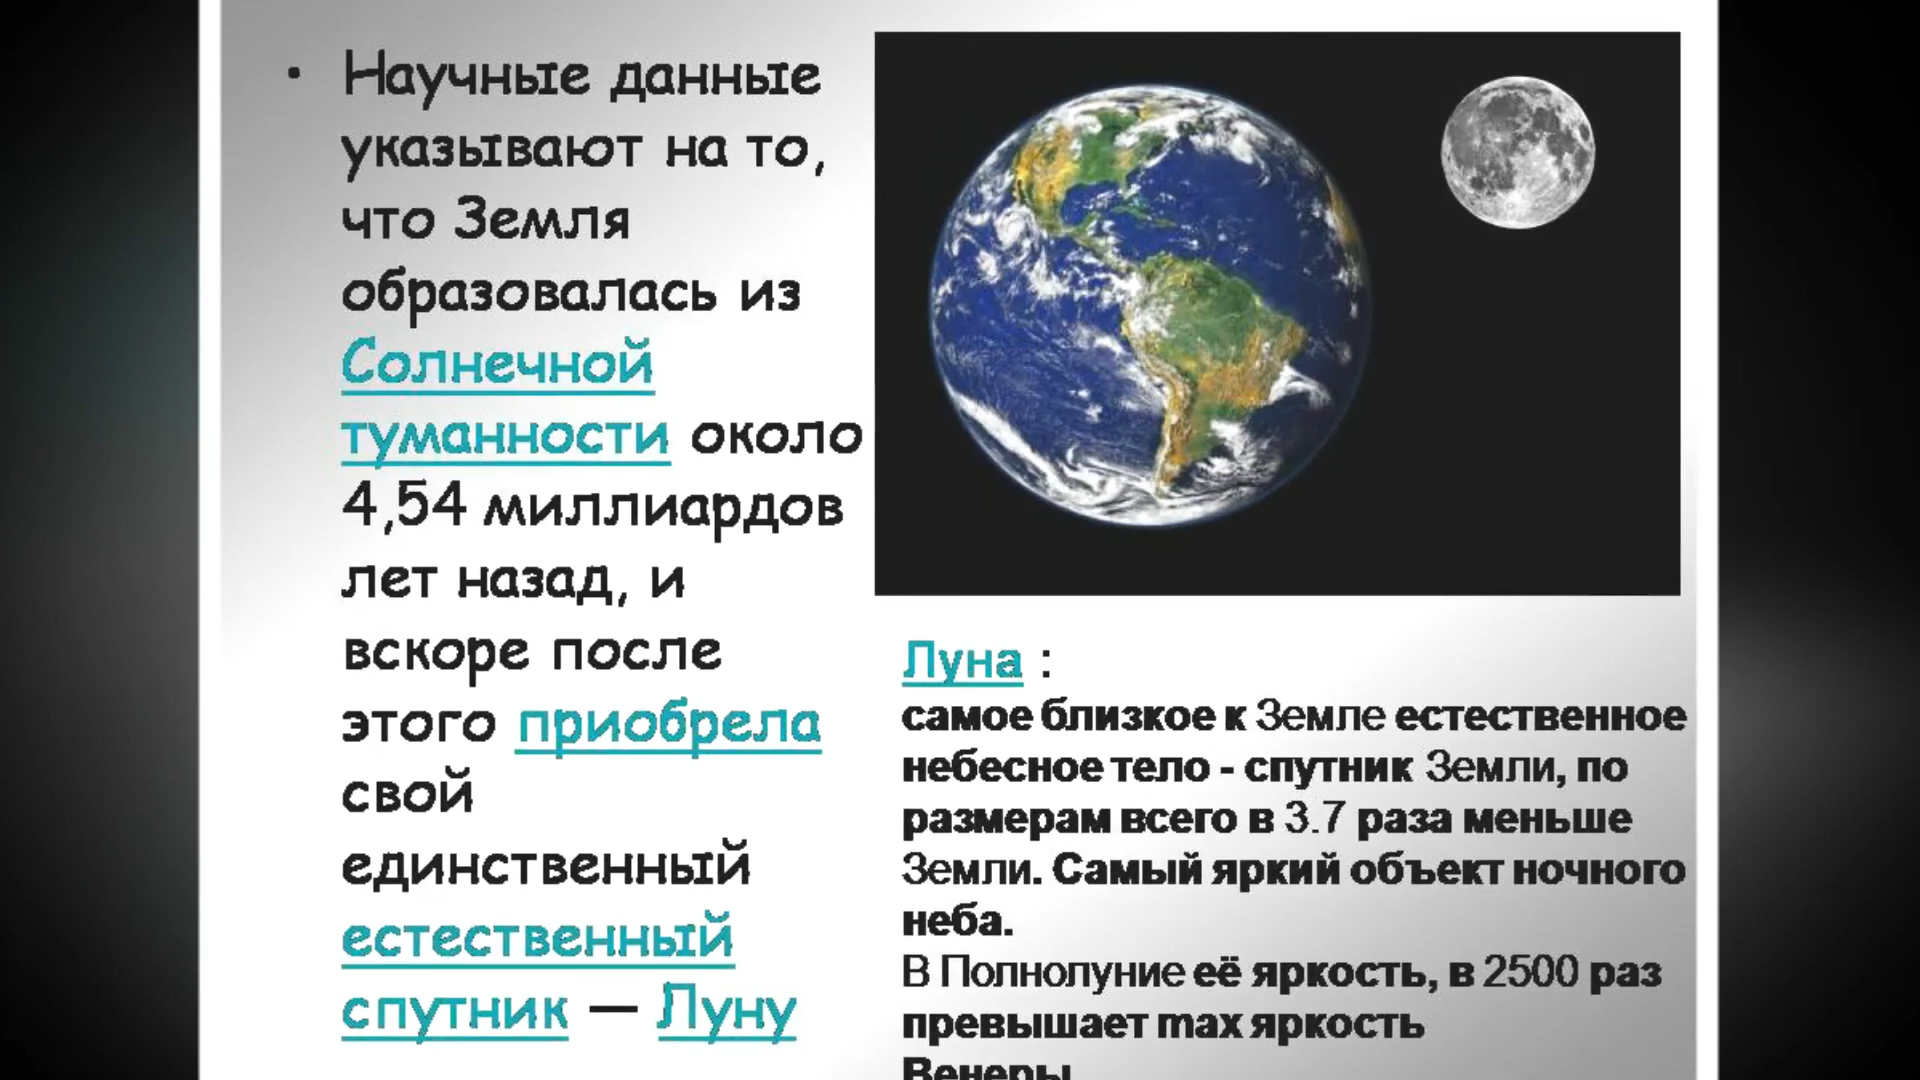 • Научные данные
указывают на то,
что Земля
образовалась из
Солнечной
туманности около
4,54 миллиардов
лет назад, и
вскоре после
этого приобрела
свой
единственный
естественный
спутник — Луну
Луна :
самое близкое к Земле естественное
небесное тело - спутник Земли, по
размерам всего в 3.7 раза меньше
Земли. Самый яркий объект ночного
неба.
В Полнолуние её яркость, в 2500 раз
превышает max яркость
Венеры